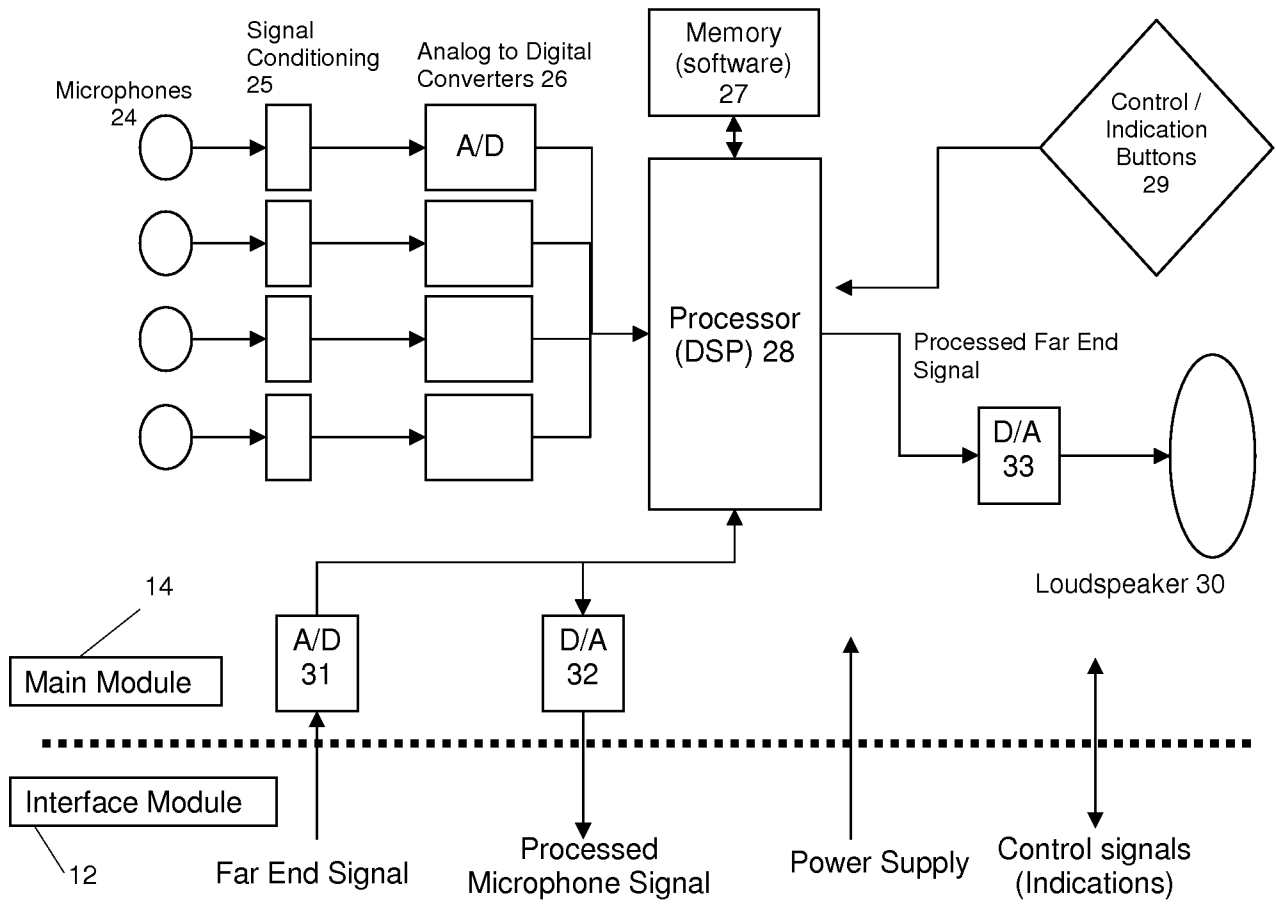 Signal
Conditioning
25
Analog to Digital
Converters 26
Memory
(software)
27
Microphones
24
A/D
Control /
Indication
Buttons
29
Processor
(DSP) 28
Processed Far End
Signal
D/A
33
Loudspeaker 30
14
Main Module
A/D
31
D/A
32
Interface Module
12
Far End Signal
Processed
Microphone Signal
Power Supply
Control signals
(Indications)